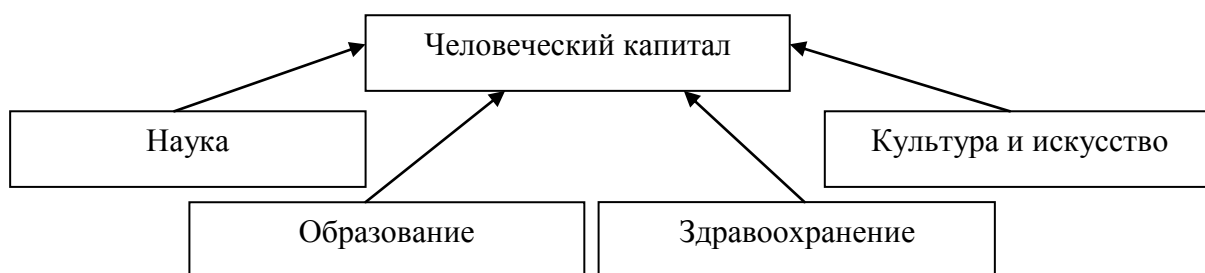 Человеческий капитал
Наука
Культура и искусство
Образование
Здравоохранение